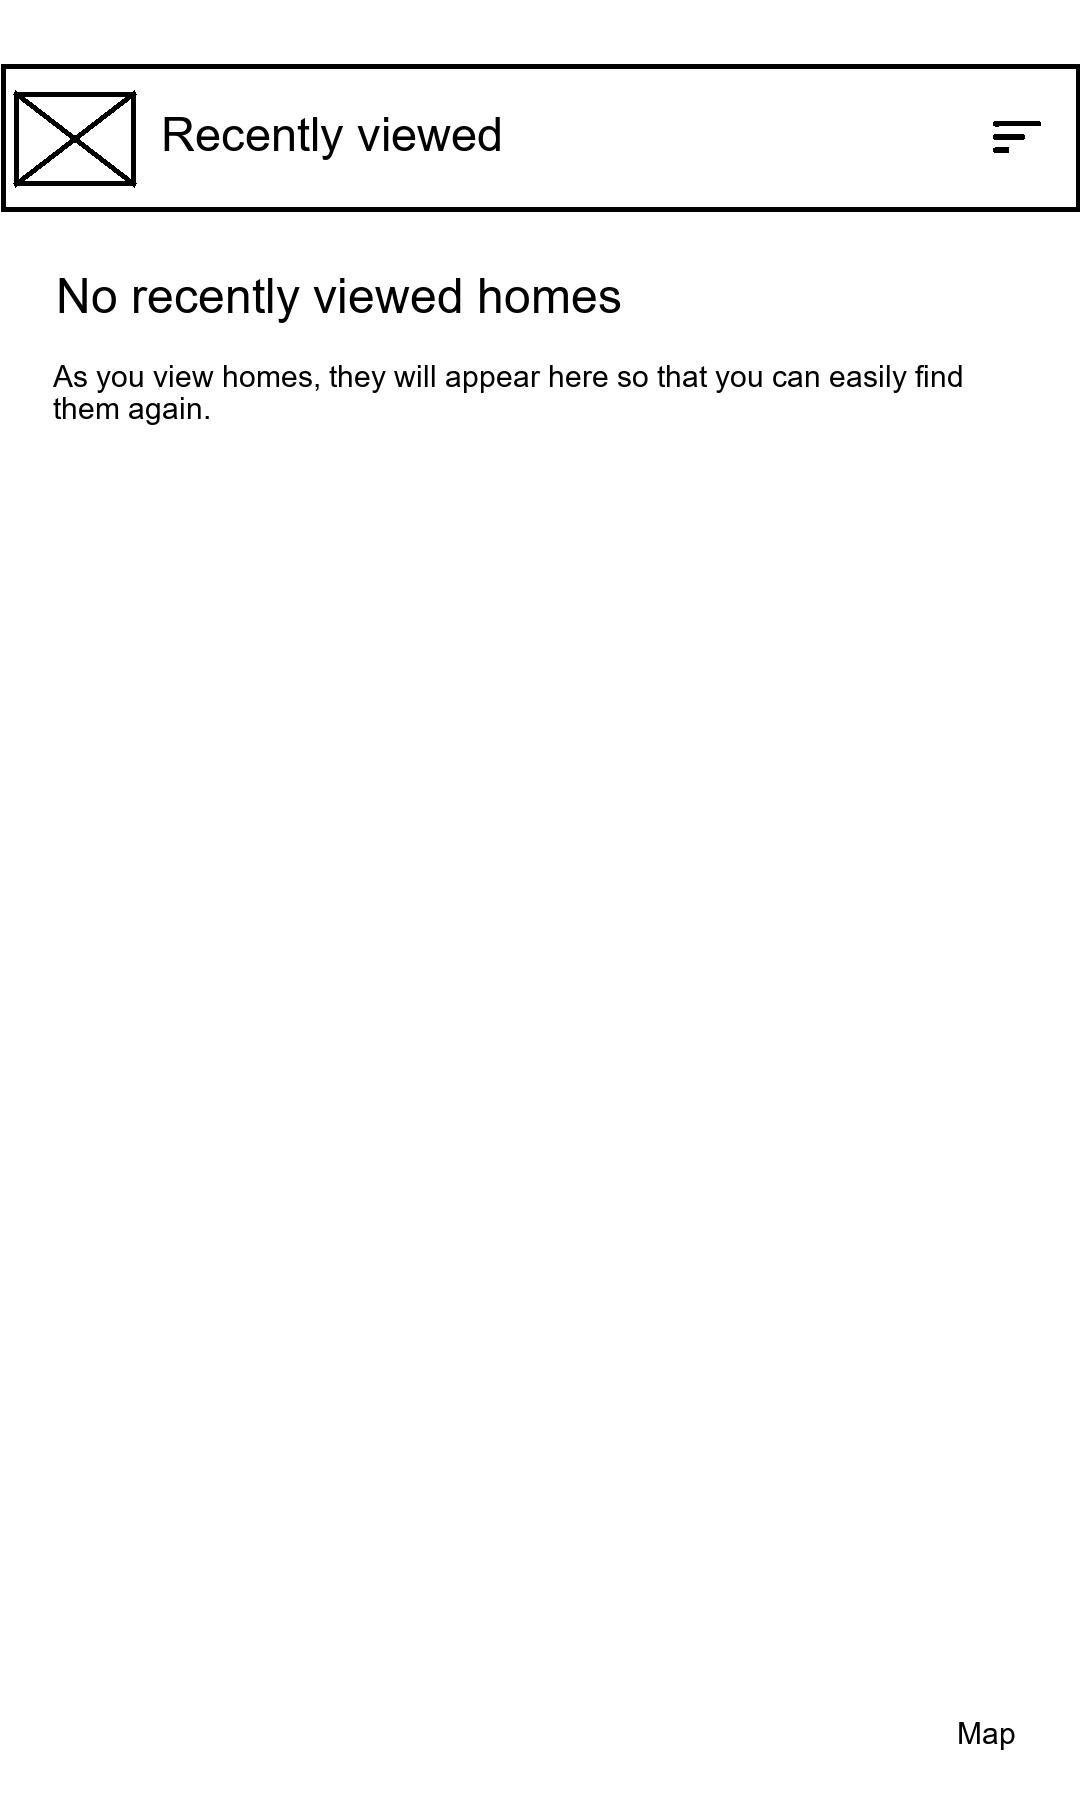 Recently viewed
No recently viewed homes
As you view homes, they will appear here so that you can easily find
them again.
Map